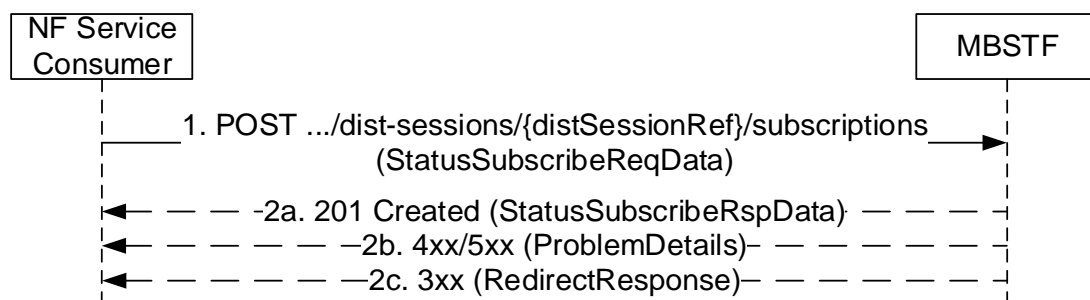 NF Service
Consumer
MBSTF
1. POST .../dist-sessions/{distSessionRef}/subscriptions
(StatusSubscribeReqData)
2a. 201 Created (StatusSubscribeRspData)
2b. 4xx/5xx (ProblemDetails)
2c. 3xx (RedirectResponse)